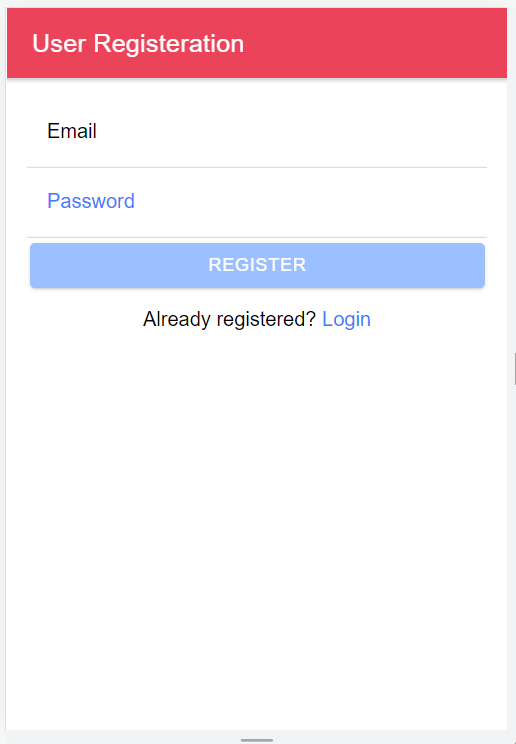 User Registeration
Email
Password
REGISTER
Already registered? Login